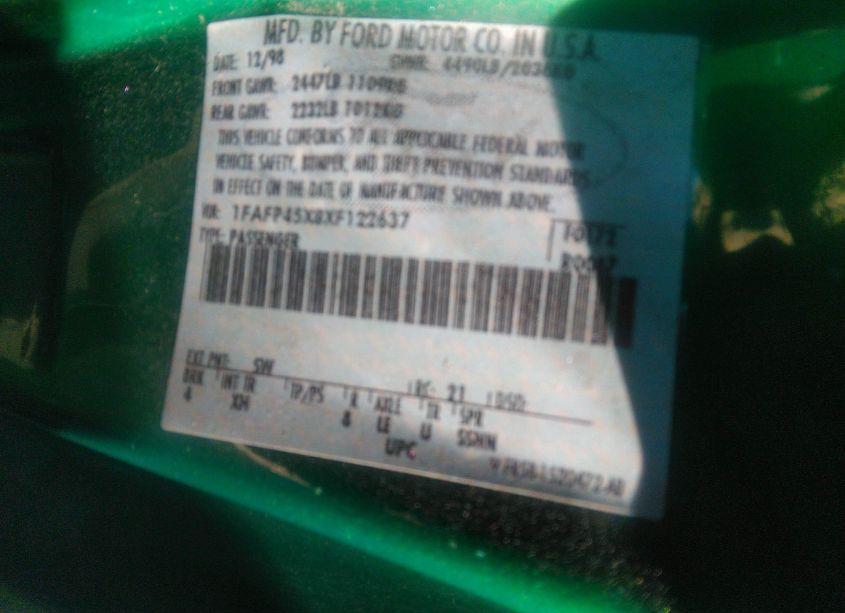 MFD. BY FORD MOTOR CO. IN U.S.A.
DATE: 12/98 GVWR: 4490LB/2036KG
FRONT GAWR: 2447LB 1109KG
REAR GAWR: 2232LB 1012KG
THIS VEHICLE CONFORMS TO ALL APPLICABLE FEDERAL MOTOR
VEHICLE SAFETY, BUMPER, AND THEFT PREVENTION STANDARDS
IN EFFECT ON THE DATE OF MANUFACTURE SHOWN ABOVE.
VIN: 1FAFP45X8XF122637
TYPE: PASSENGER
EXT PNT: SW RC: 21 DSO
BRK INT TR TP/PS R AXLE TR SPR
4 XH 8 LE U SSNN
UPC